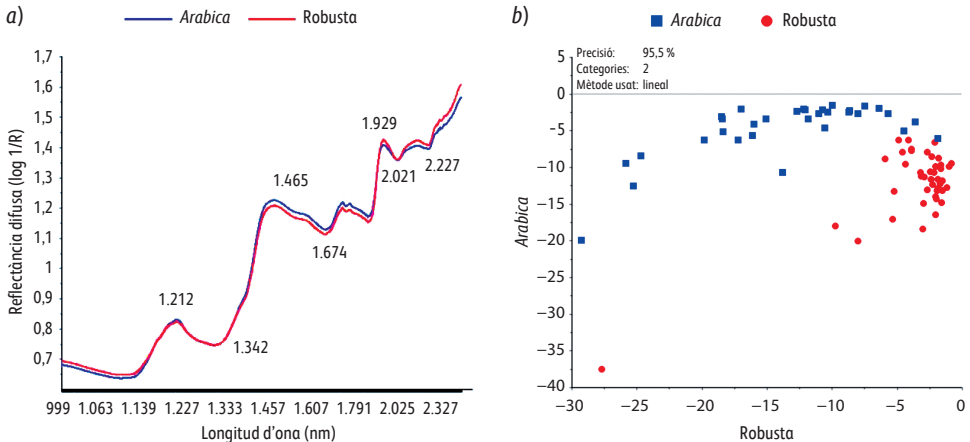 a)
Arabica
Robusta
1,7
1,6
1,5
1,4
1,3
1,2
1,1
1
0,9
0,8
0,7
Reflectància difusa (log 1/R)
1.212
1.342
1.465
1.674
1.929
2.021
2.227
999 1.063 1.139 1.227 1.333 1.457 1.607 1.791 2.025 2.327
Longitud d'ona (nm)
b)
Arabica
Robusta
Precisió: 95,5 %
Categories: 2
Mètode usat: lineal
5
0
−5
−10
−15
−20
−25
−30
−35
−40
Arabica
−30 −25 −20 −15 −10 −5 0
Robusta